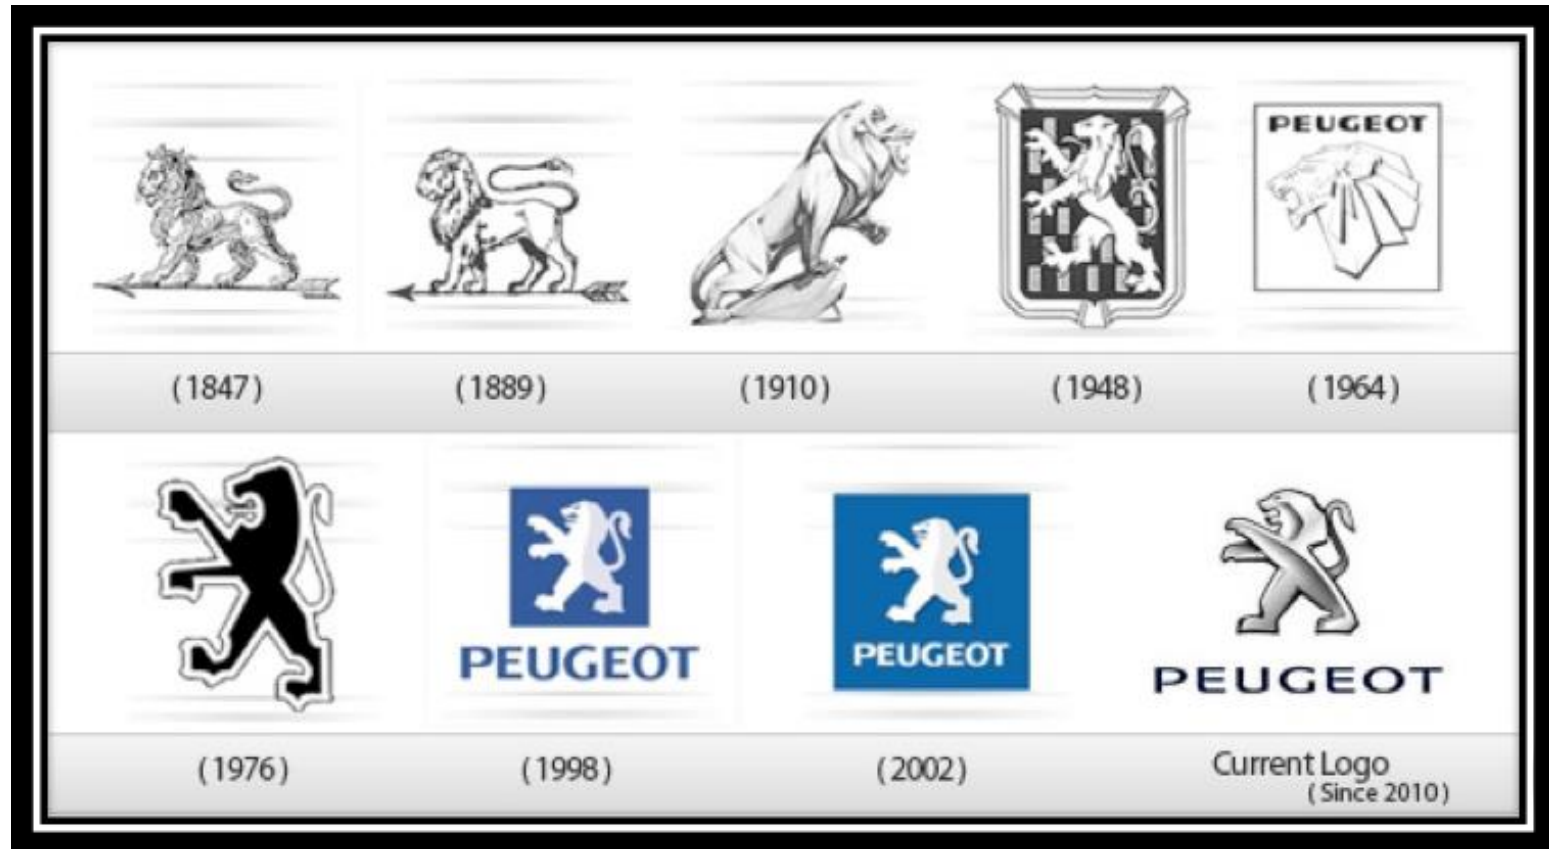 PEUGEOT
(1847)
(1889)
(1910)
(1948)
(1964)
PEUGEOT
PEUGEOT
PEUGEOT
(1976)
(1998)
(2002)
Current Logo
(Since 2010)